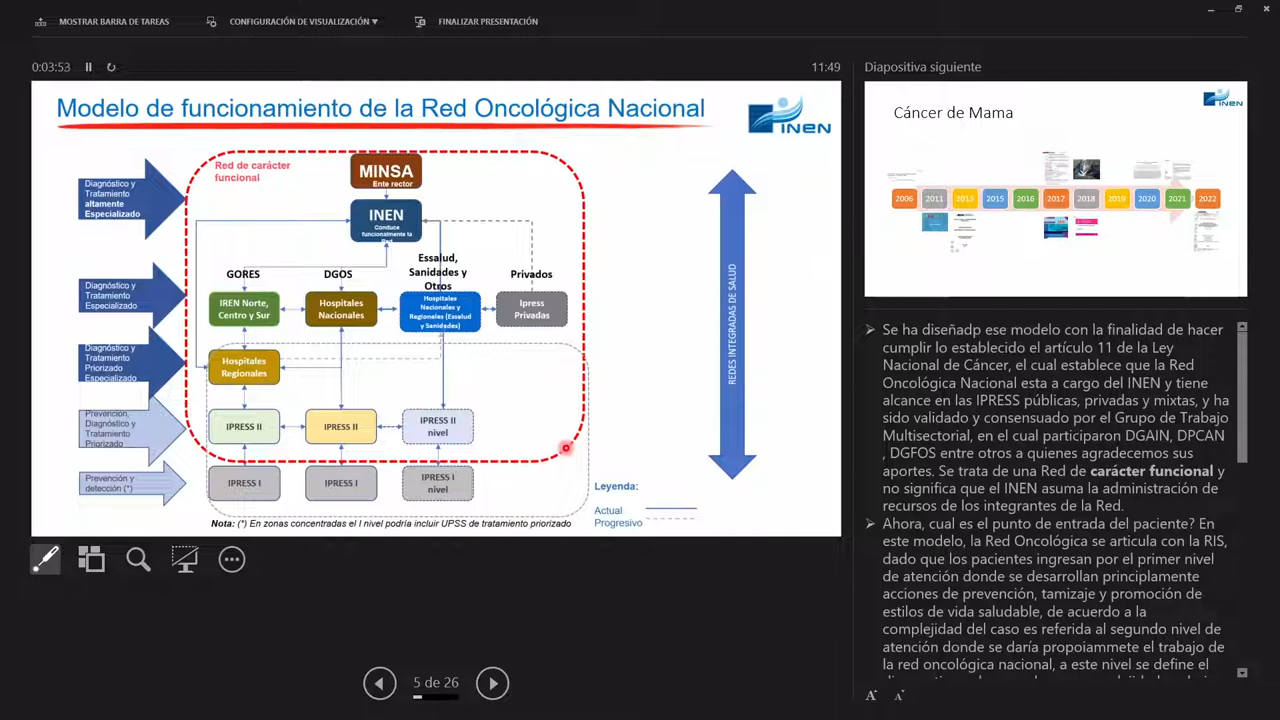 MOSTRAR BARRA DE TAREAS
CONFIGURACIÓN DE VISUALIZACIÓN ▼
FINALIZAR PRESENTACIÓN
0:03:53
11:49
Modelo de funcionamiento de la Red Oncológica Nacional
INEN
Red de carácter
funcional
MINSA
Ente rector
INEN
Conduce
funcionalmente la
Red
Diagnóstico y
Tratamiento
altamente
Especializado
Diagnóstico y
Tratamiento
Especializado
Diagnóstico y
Tratamiento
Priorizado
Especializado
Prevención,
Diagnóstico y
Tratamiento
Priorizado
Prevención y
detección (*)
GORES
DGOS
Essalud,
Sanidades y
Otros
Privados
IREN Norte,
Centro y Sur
Hospitales
Nacionales
Hospitales
Nacionales y
Regionales (Essalud
y Sanidades)
Ipress
Privadas
Hospitales
Regionales
IPRESS II
IPRESS II
IPRESS II
nivel
IPRESS I
IPRESS I
IPRESS I
nivel
REDES INTEGRADAS DE SALUD
Leyenda:
Actual
Progresivo
Nota: (*) En zonas concentradas el I nivel podría incluir UPSS de tratamiento priorizado
5 de 26
Diapositiva siguiente
Cáncer de Mama
INEN
2006 2011 2013 2015 2016 2017 2018 2019 2020 2021 2022
➢ Se ha diseñadp ese modelo con la finalidad de hacer
cumplir lo establecido el artículo 11 de la Ley
Nacional de Cáncer, el cual establece que la Red
Oncológica Nacional esta a cargo del INEN y tiene
alcance en las IPRESS públicas, privadas y mixtas, y ha
sido validado y consensuado por el Grupo de Trabajo
Multisectorial, en el cual participaron DGAIN, DPCAN
, DGFOS entre otros a quienes agradecemos sus
aportes. Se trata de una Red de carácter funcional y
no significa que el INEN asuma la administración de
recursos de los integrantes de la Red.
➢ Ahora, cual es el punto de entrada del paciente? En
este modelo, la Red Oncológica se articula con la RIS,
dado que los pacientes ingresan por el primer nivel
de atención donde se desarrollan principlamente
acciones de prevención, tamizaje y promoción de
estilos de vida saludable, de acuerdo a la
complejidad del caso es referida al segundo nivel de
atención donde se daría propoiammete el trabajo de
la red oncológica nacional, a este nivel se define el